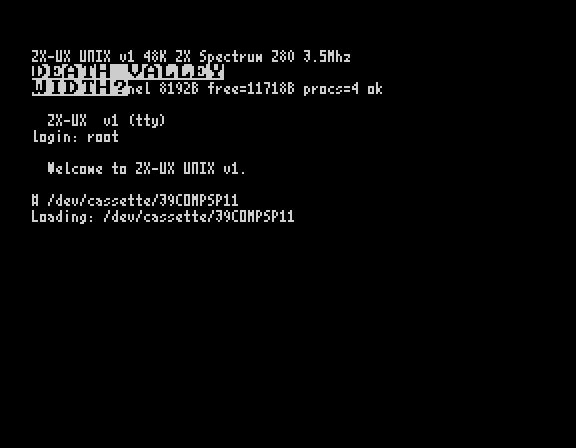 ZX-UX UNIX v1 48K ZX Spectrum Z80 3.5Mhz
DEATH VALLEY
WIDTH?nel 8192B free=11718B procs=4 ok
ZX-UX v1 (tty)
login: root
Welcome to ZX-UX UNIX v1.
# /dev/cassette/39COMPSP11
Loading: /dev/cassette/39COMPSP11